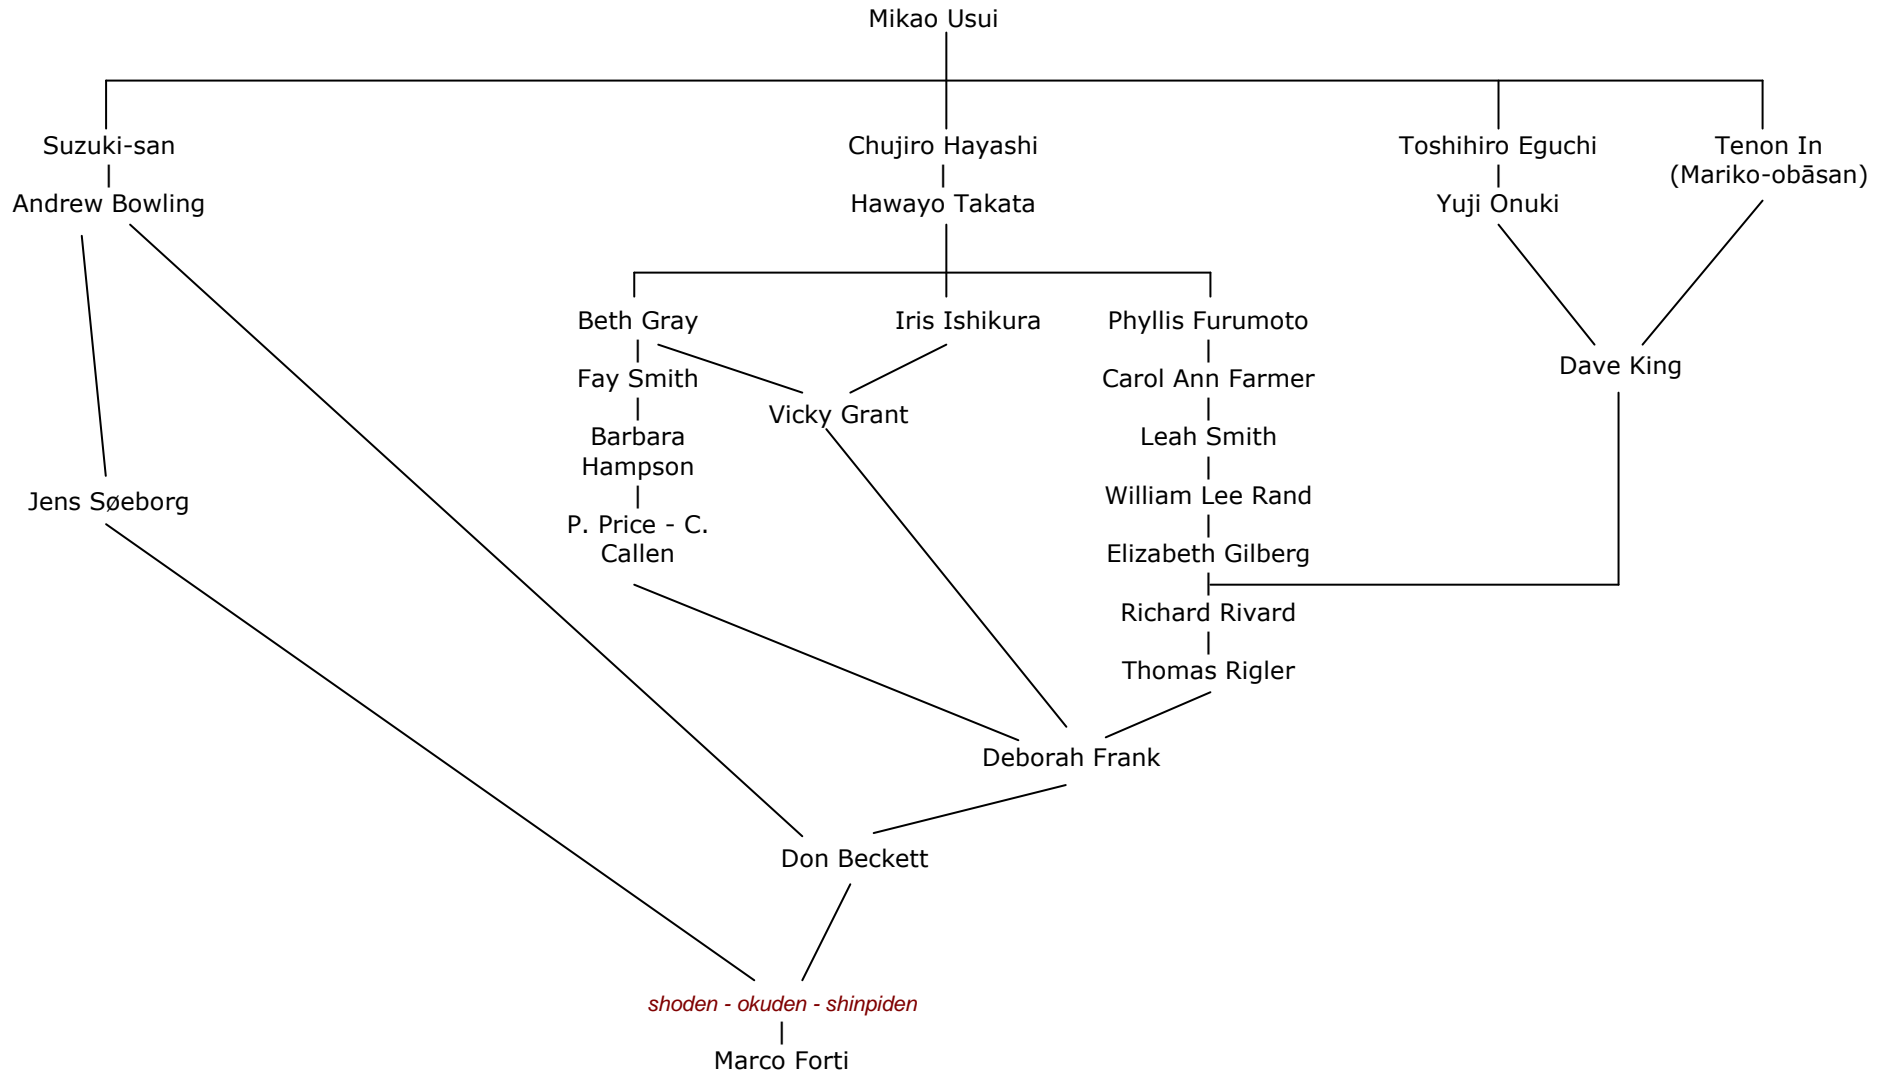 Mikao Usui
Suzuki-san
Chujiro Hayashi
Toshihiro Eguchi
Tenon In
(Mariko-obāsan)
Andrew Bowling
Hawayo Takata
Yuji Onuki
Beth Gray
Iris Ishikura
Phyllis Furumoto
Dave King
Fay Smith
Carol Ann Farmer
Vicky Grant
Barbara
Hampson
Leah Smith
Jens Søeborg
William Lee Rand
P. Price - C.
Callen
Elizabeth Gilberg
Richard Rivard
Thomas Rigler
Deborah Frank
Don Beckett
shoden - okuden - shinpiden
Marco Forti